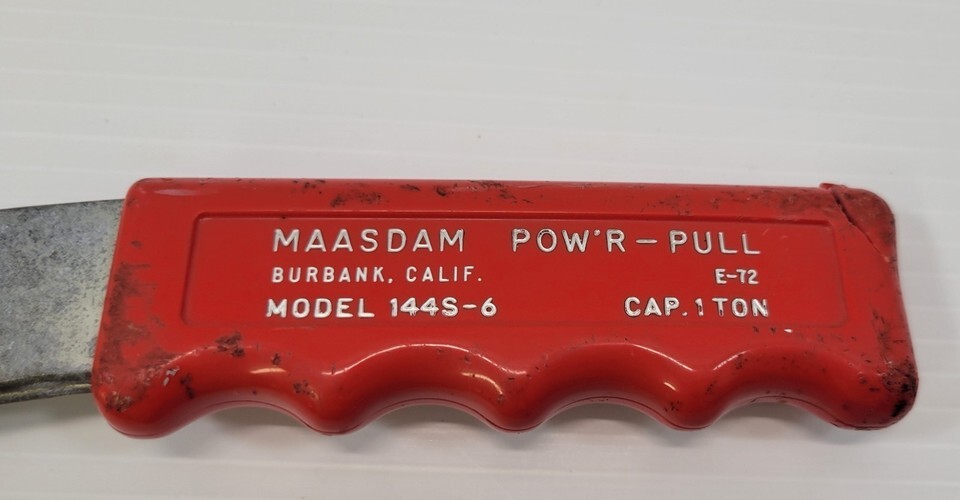 MAASDAM POW'R-PULL
BURBANK, CALIF. E-72
MODEL 144S-6 CAP. 1 TON